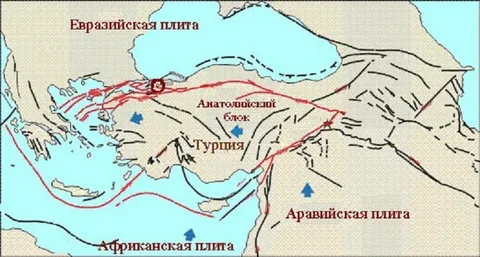 Евразийская плита
Анатолийский
блок
Турция
Аравийская плита
Африканская плита